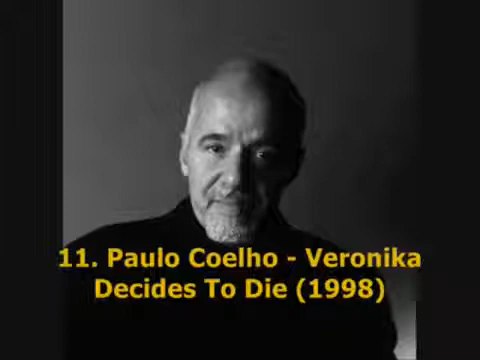 11. Paulo Coelho - Veronika
Decides To Die (1998)